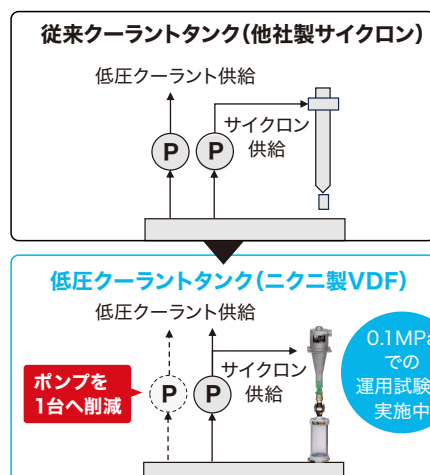 従来クーラントタンク(他社製サイクロン)
低圧クーラント供給
サイクロン
供給
P
P
低圧クーラントタンク(ニクニ製VDF)
低圧クーラント供給
サイクロン
供給
ポンプを
1台へ削減
P
P
0.1MPa
での
運用試験
実施中